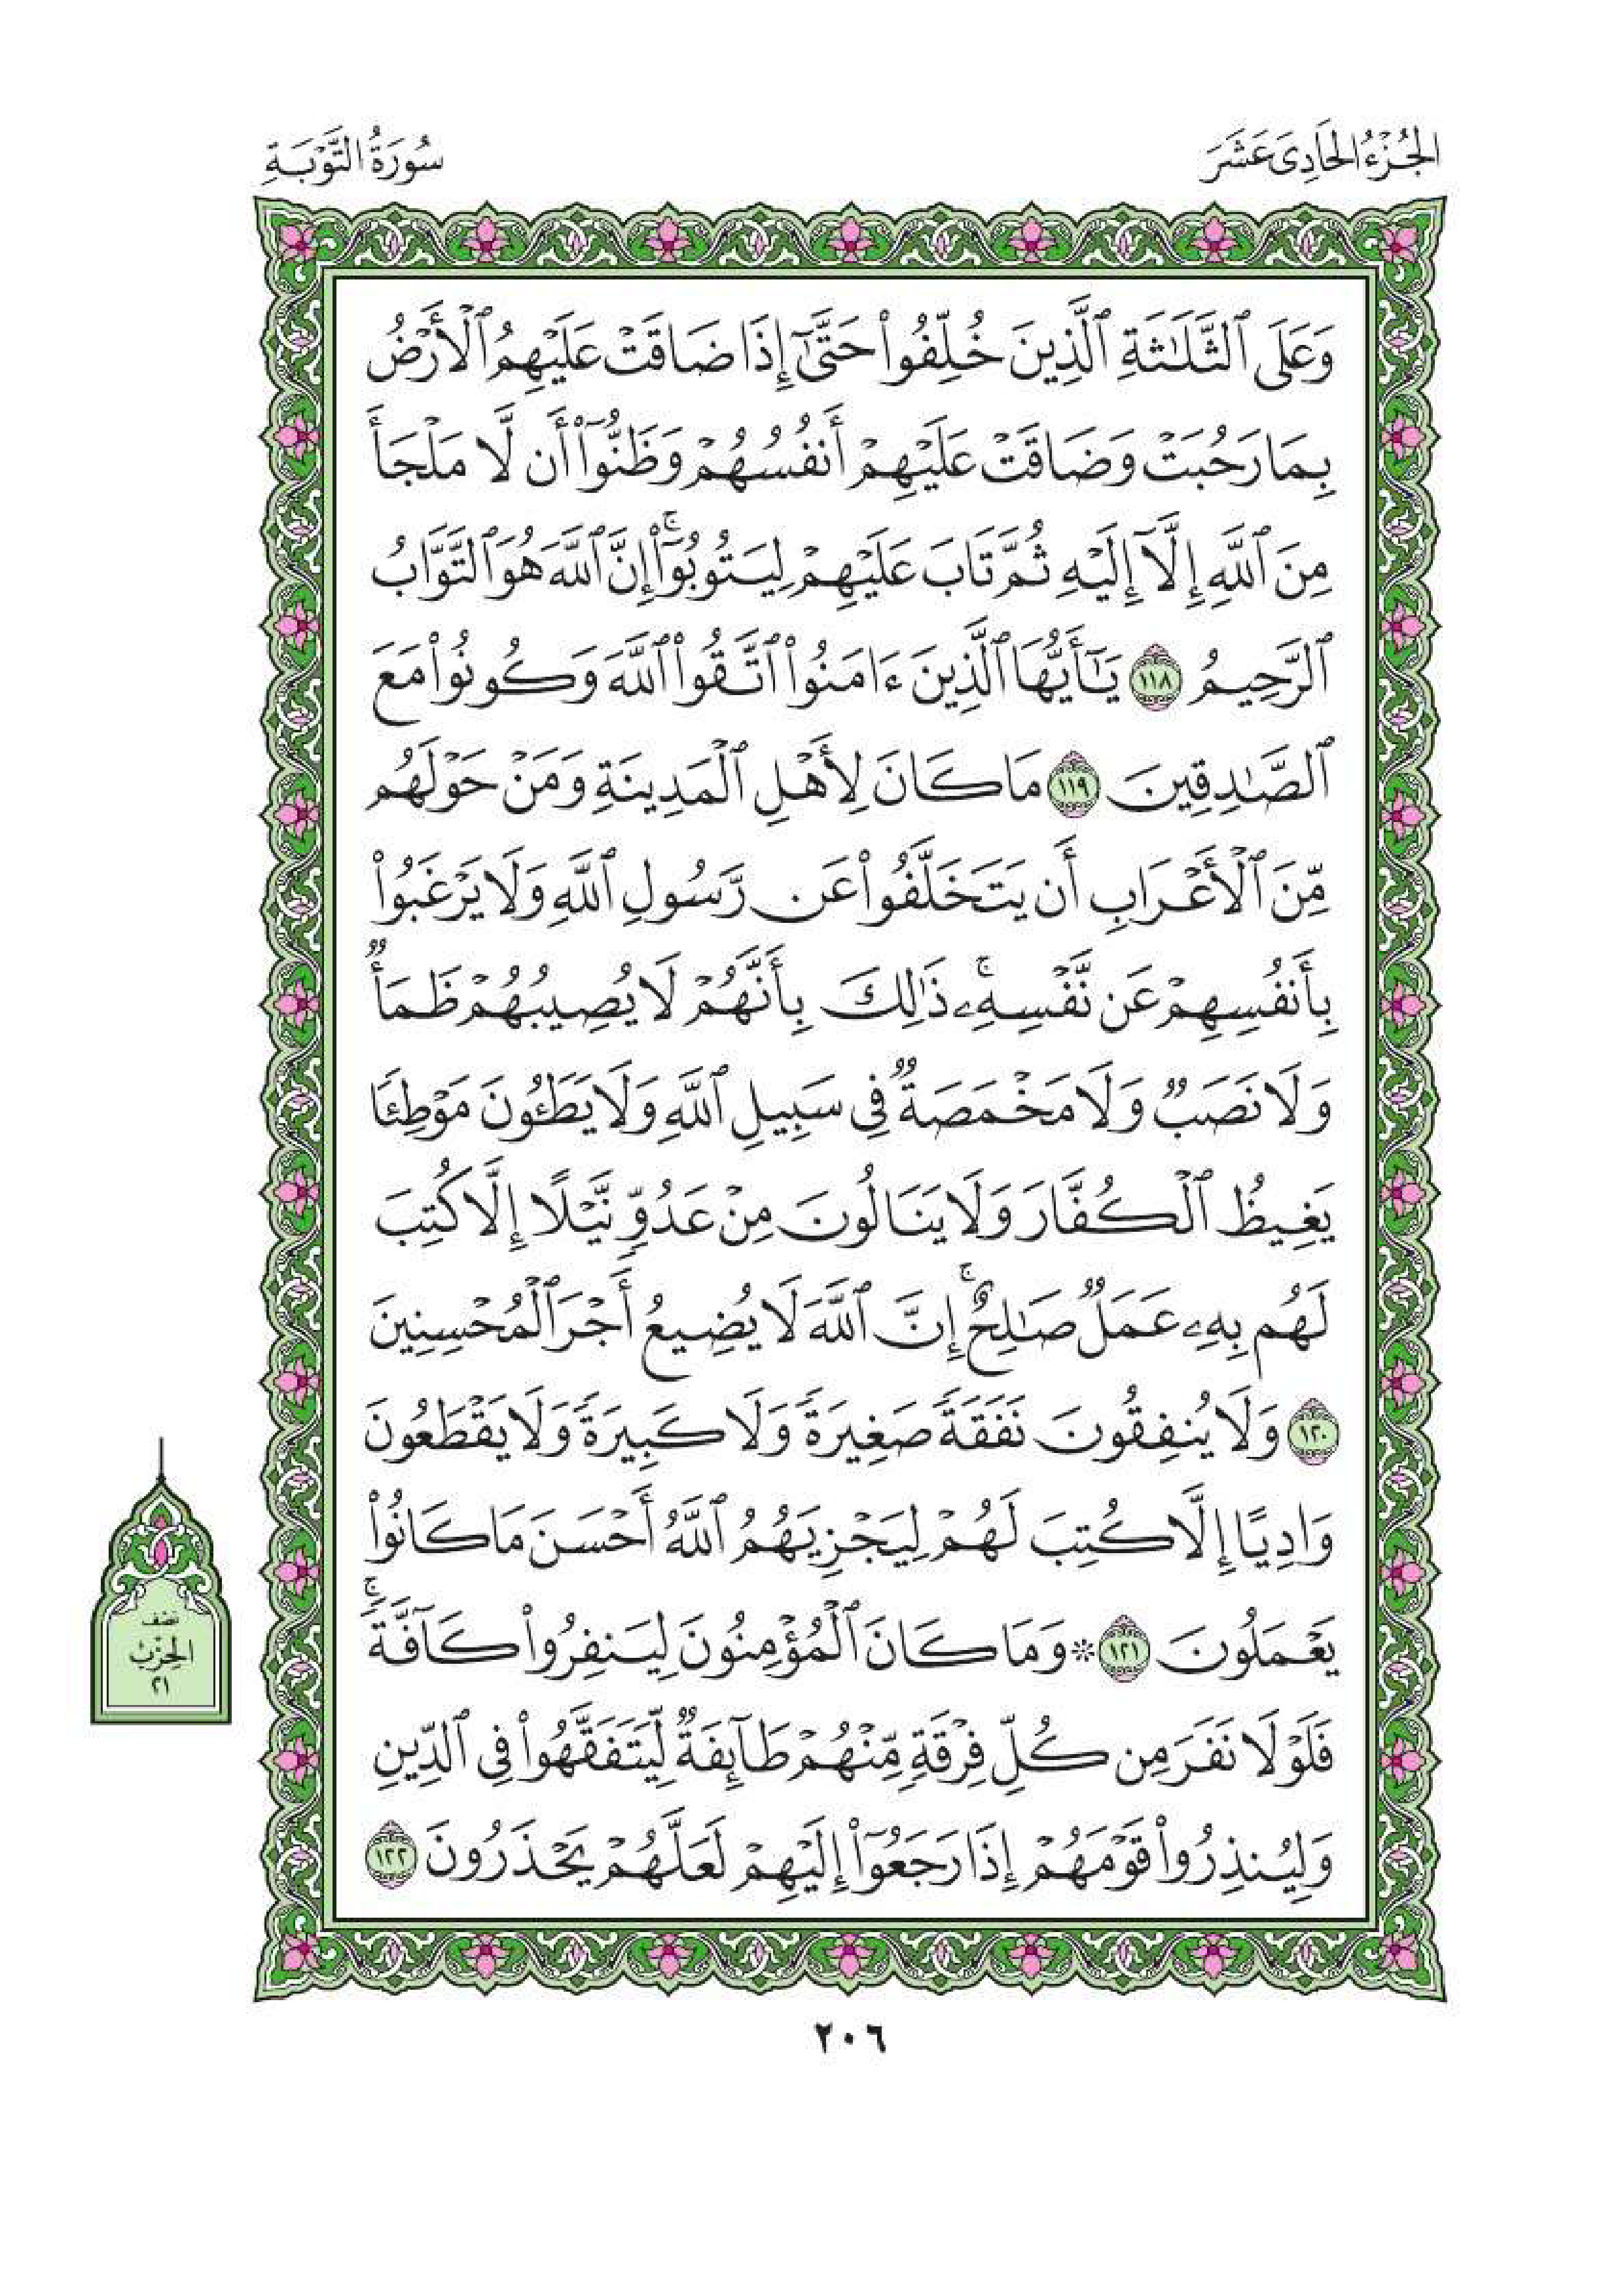 الجُزْءُ الحَادِيَ عَشَرَ
سُورَةُ التَّوْبَةِ
وَعَلَى ٱلثَّلَٰثَةِ ٱلَّذِينَ خُلِّفُوا۟ حَتَّىٰٓ إِذَا ضَاقَتْ عَلَيْهِمُ ٱلْأَرْضُ
بِمَا رَحُبَتْ وَضَاقَتْ عَلَيْهِمْ أَنفُسُهُمْ وَظَنُّوٓا۟ أَن لَّا مَلْجَأَ
مِنَ ٱللَّهِ إِلَّآ إِلَيْهِ ثُمَّ تَابَ عَلَيْهِمْ لِيَتُوبُوٓا۟ۚ إِنَّ ٱللَّهَ هُوَ ٱلتَّوَّابُ
ٱلرَّحِيمُ ١١٨ يَٰٓأَيُّهَا ٱلَّذِينَ ءَامَنُوا۟ ٱتَّقُوا۟ ٱللَّهَ وَكُونُوا۟ مَعَ
ٱلصَّٰدِقِينَ ١١٩ مَا كَانَ لِأَهْلِ ٱلْمَدِينَةِ وَمَنْ حَوْلَهُم
مِّنَ ٱلْأَعْرَابِ أَن يَتَخَلَّفُوا۟ عَن رَّسُولِ ٱللَّهِ وَلَا يَرْغَبُوا۟
بِأَنفُسِهِمْ عَن نَّفْسِهِۦۚ ذَٰلِكَ بِأَنَّهُمْ لَا يُصِيبُهُمْ ظَمَأٌ
وَلَا نَصَبٌ وَلَا مَخْمَصَةٌ فِى سَبِيلِ ٱللَّهِ وَلَا يَطَـُٔونَ مَوْطِئًا
يَغِيظُ ٱلْكُفَّارَ وَلَا يَنَالُونَ مِنْ عَدُوٍّ نَّيْلًا إِلَّا كُتِبَ
لَهُم بِهِۦ عَمَلٌ صَٰلِحٌۚ إِنَّ ٱللَّهَ لَا يُضِيعُ أَجْرَ ٱلْمُحْسِنِينَ
١٢٠ وَلَا يُنفِقُونَ نَفَقَةً صَغِيرَةً وَلَا كَبِيرَةً وَلَا يَقْطَعُونَ
وَادِيًا إِلَّا كُتِبَ لَهُمْ لِيَجْزِيَهُمُ ٱللَّهُ أَحْسَنَ مَا كَانُوا۟
يَعْمَلُونَ ١٢١ * وَمَا كَانَ ٱلْمُؤْمِنُونَ لِيَنفِرُوا۟ كَآفَّةًۚ
فَلَوْلَا نَفَرَ مِن كُلِّ فِرْقَةٍ مِّنْهُمْ طَآئِفَةٌ لِّيَتَفَقَّهُوا۟ فِى ٱلدِّينِ
وَلِيُنذِرُوا۟ قَوْمَهُمْ إِذَا رَجَعُوٓا۟ إِلَيْهِمْ لَعَلَّهُمْ يَحْذَرُونَ ١٢٢
نصف
الحِزْبُ
٢١
٢٠٦